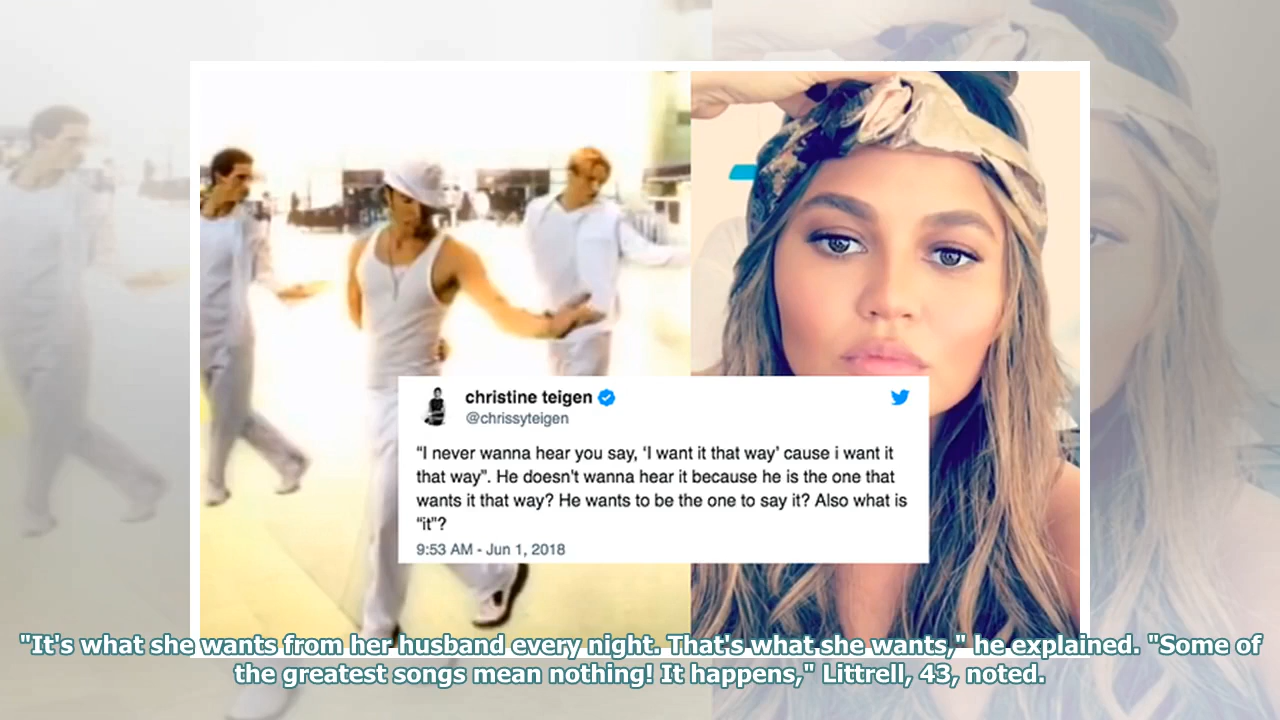 christine teigen
@chrissyteigen
“I never wanna hear you say, ‘I want it that way’ cause i want it
that way”. He doesn't wanna hear it because he is the one that
wants it that way? He wants to be the one to say it? Also what is
“it”?
9:53 AM - Jun 1, 2018
"It's what she wants from her husband every night. That's what she wants," he explained. "Some of
the greatest songs mean nothing! It happens," Littrell, 43, noted.